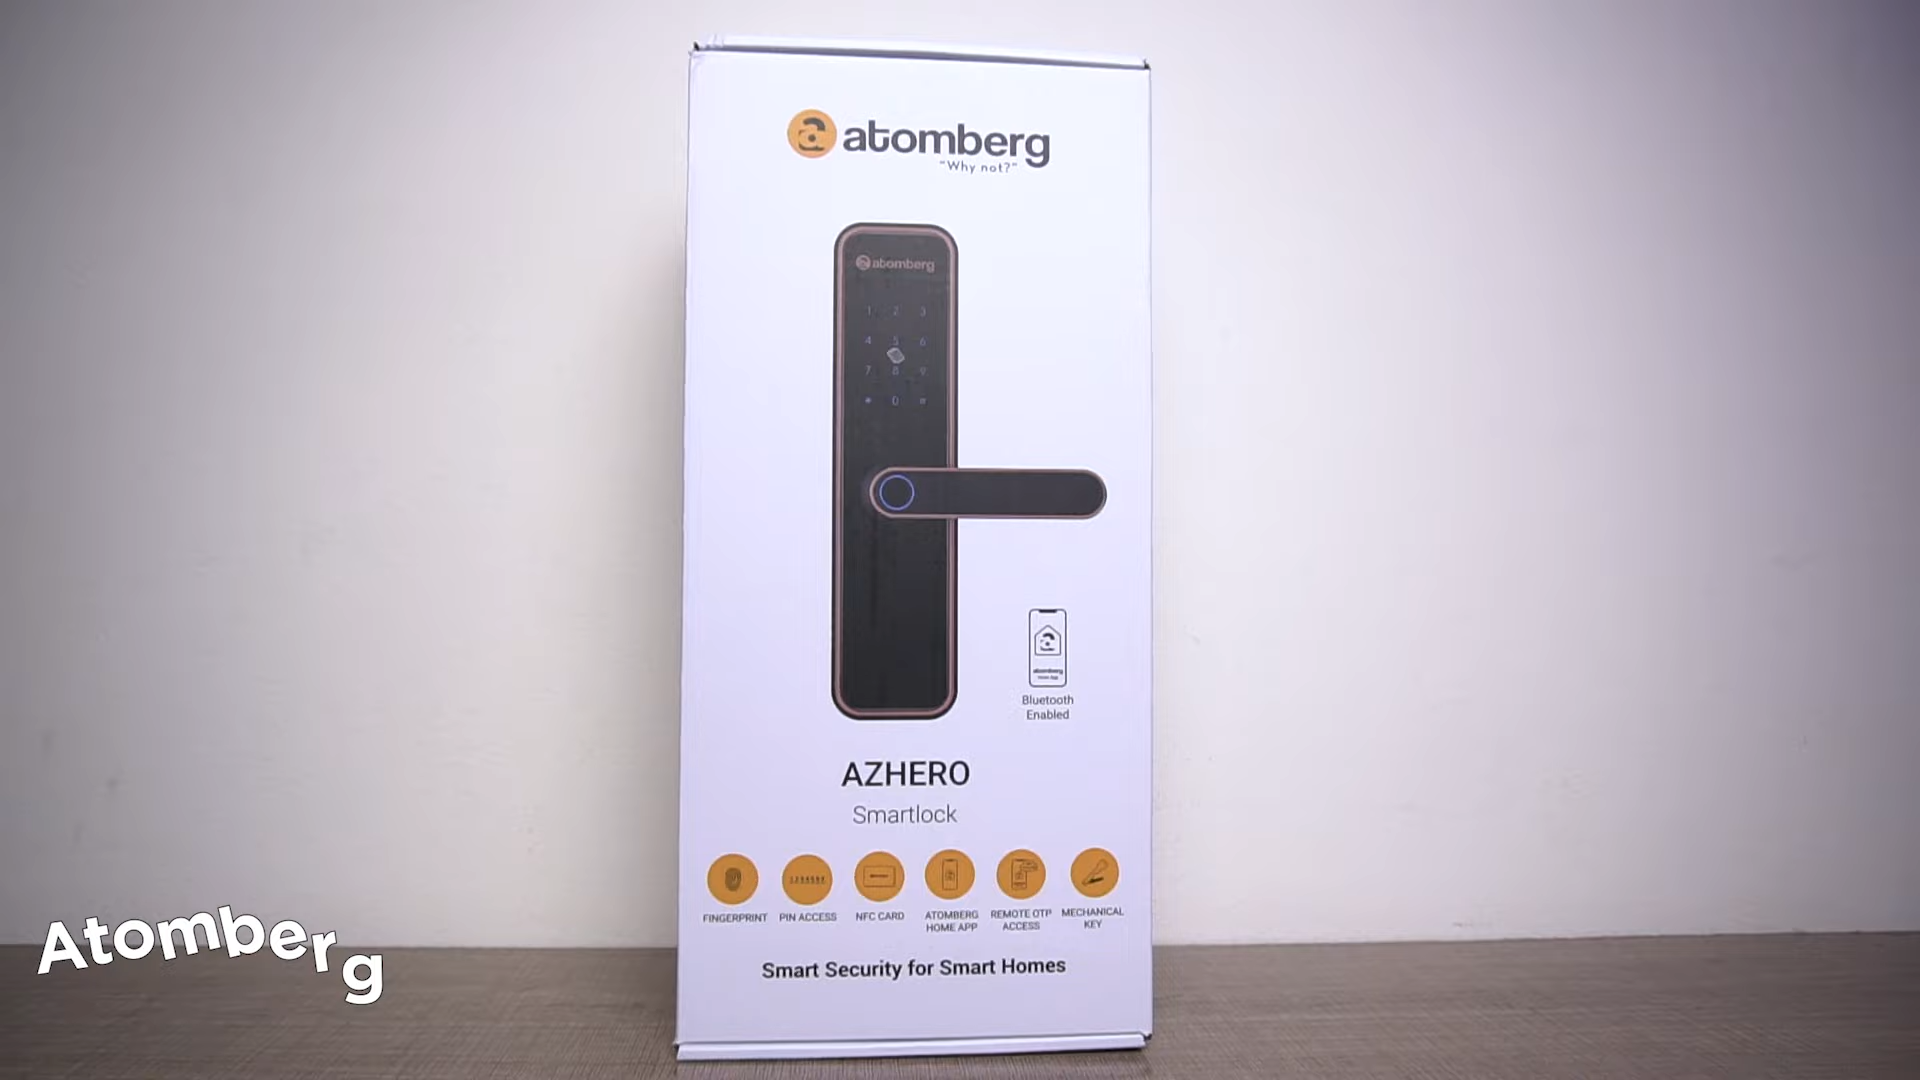 atomberg
"Why not?"
atomberg
1 2 3
4 5 6
7 8 9
* 0 #
atomberg
Bluetooth
Enabled
AZHERO
Smartlock
FINGERPRINT PIN ACCESS NFC CARD ATOMBERG HOME APP REMOTE OTP ACCESS MECHANICAL KEY
Smart Security for Smart Homes
Atomberg